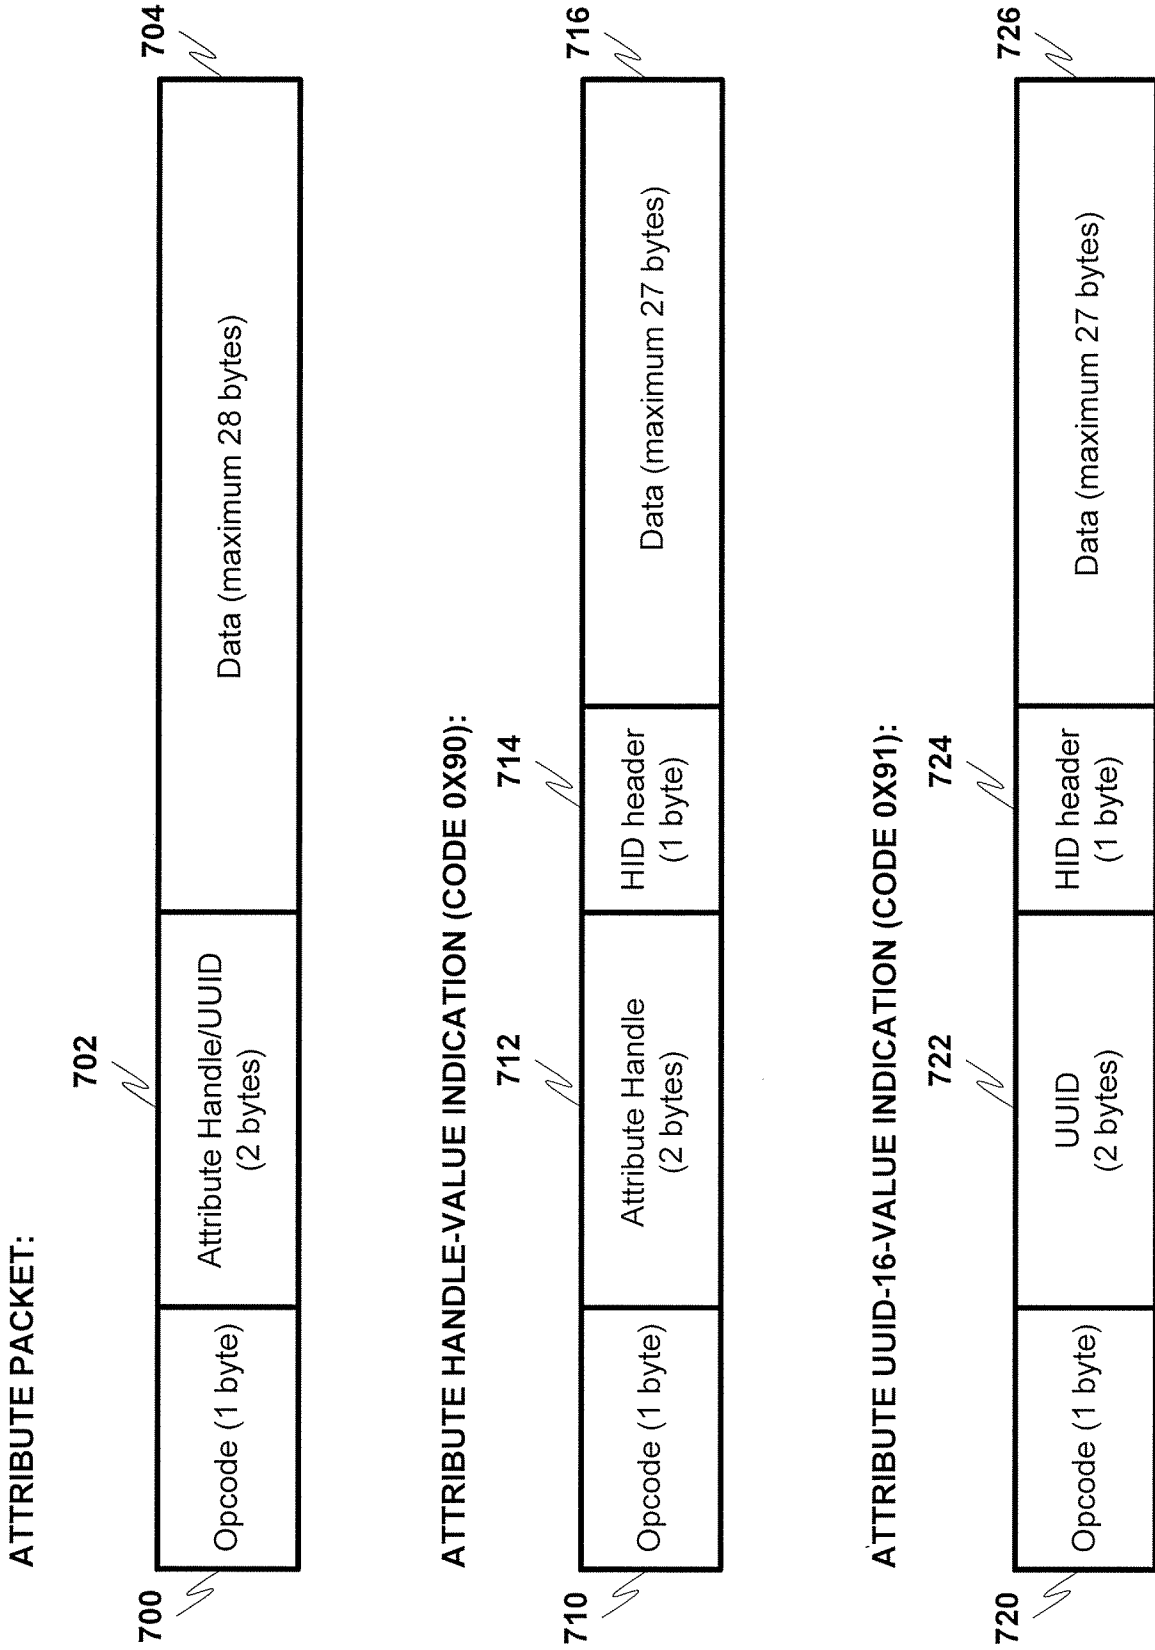 ATTRIBUTE PACKET:
700
702
704
Opcode (1 byte)
Attribute Handle/UUID
(2 bytes)
Data (maximum 28 bytes)
ATTRIBUTE HANDLE-VALUE INDICATION (CODE 0X90):
710
712
714
716
Opcode (1 byte)
Attribute Handle
(2 bytes)
HID header
(1 byte)
Data (maximum 27 bytes)
ATTRIBUTE UUID-16-VALUE INDICATION (CODE 0X91):
720
722
724
726
Opcode (1 byte)
UUID
(2 bytes)
HID header
(1 byte)
Data (maximum 27 bytes)